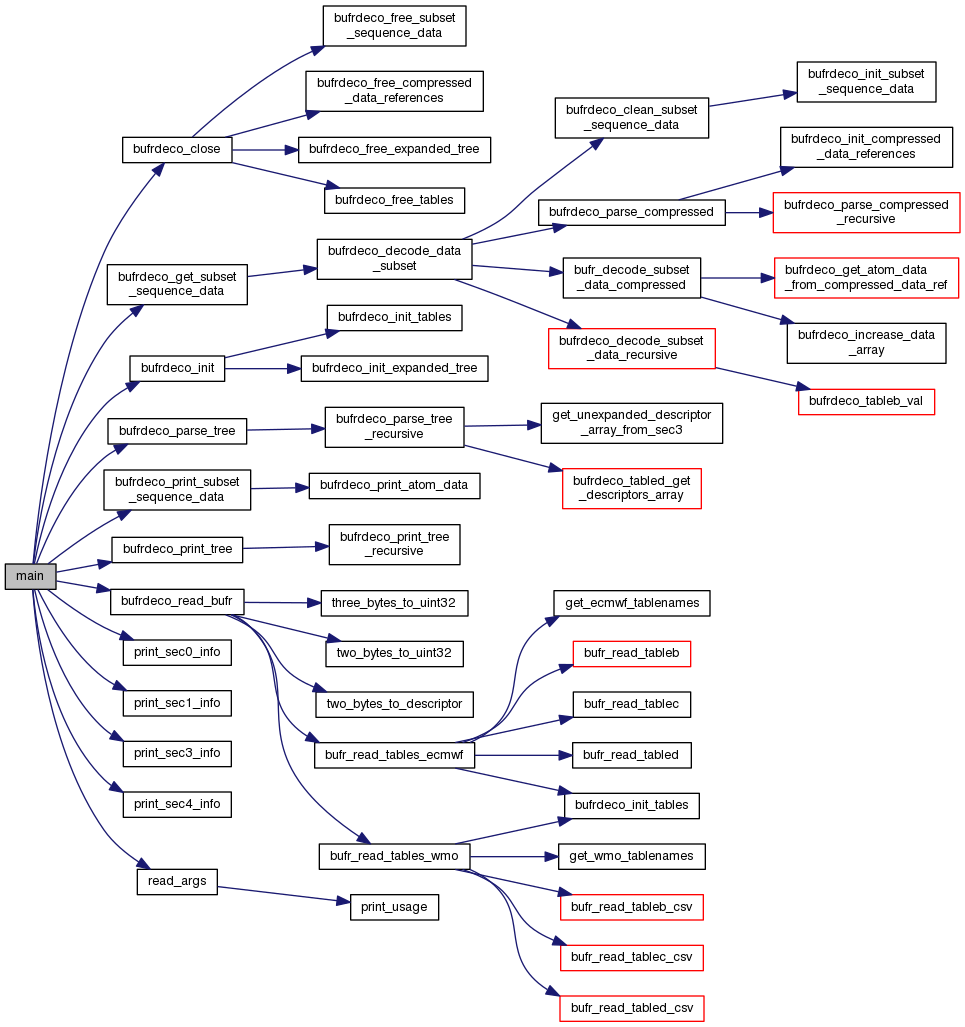 bufrdeco_free_subset
_sequence_data
bufrdeco_free_compressed
_data_references
bufrdeco_close
bufrdeco_free_expanded_tree
bufrdeco_free_tables
bufrdeco_clean_subset
_sequence_data
bufrdeco_init_subset
_sequence_data
bufrdeco_parse_compressed
bufrdeco_init_compressed
_data_references
bufrdeco_parse_compressed
_recursive
bufrdeco_get_subset
_sequence_data
bufrdeco_decode_data
_subset
bufr_decode_subset
_data_compressed
bufrdeco_get_atom_data
_from_compressed_data_ref
bufrdeco_increase_data
_array
bufrdeco_decode_subset
_data_recursive
bufrdeco_tableb_val
bufrdeco_init
bufrdeco_init_tables
bufrdeco_init_expanded_tree
bufrdeco_parse_tree
bufrdeco_parse_tree
_recursive
get_unexpanded_descriptor
_array_from_sec3
bufrdeco_tabled_get
_descriptors_array
bufrdeco_print_subset
_sequence_data
bufrdeco_print_atom_data
bufrdeco_print_tree
bufrdeco_print_tree
_recursive
main
bufrdeco_read_bufr
three_bytes_to_uint32
two_bytes_to_uint32
two_bytes_to_descriptor
bufr_read_tables_ecmwf
get_ecmwf_tablenames
bufr_read_tableb
bufr_read_tablec
bufr_read_tabled
bufrdeco_init_tables
bufr_read_tables_wmo
get_wmo_tablenames
bufr_read_tableb_csv
bufr_read_tablec_csv
bufr_read_tabled_csv
print_sec0_info
print_sec1_info
print_sec3_info
print_sec4_info
read_args
print_usage